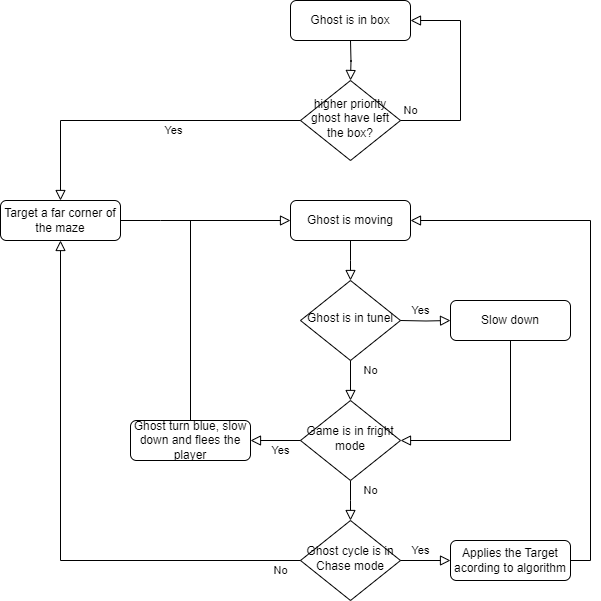 Ghost is in box
higher priority
ghost have left
the box?
No
Yes
Target a far corner of
the maze
Ghost is moving
Ghost is in tunel
Yes
Slow down
No
Ghost turn blue, slow
down and flees the
player
Yes
Game is in fright
mode
No
Ghost cycle is in
Chase mode
Yes
Applies the Target
acording to algorithm
No